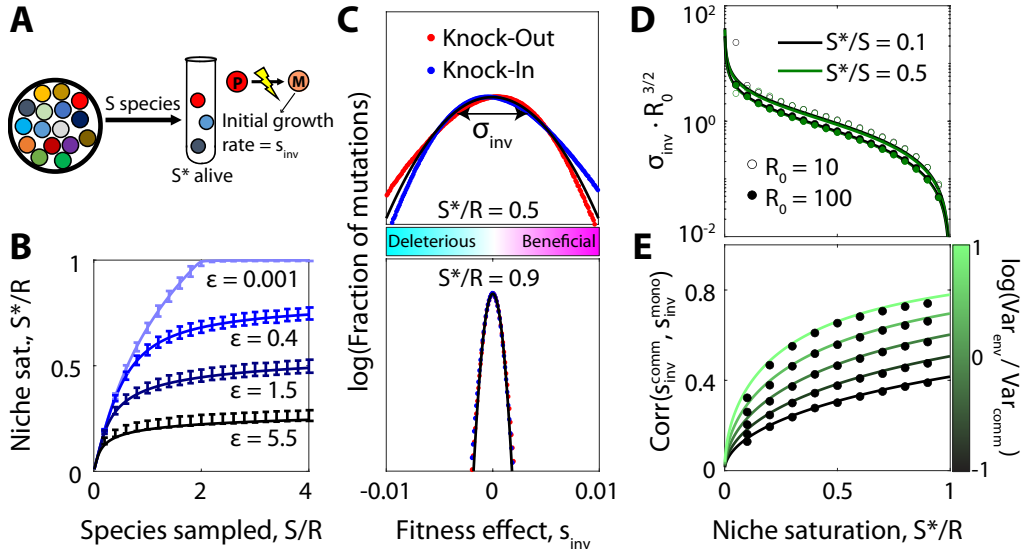 A
S species
P
M
Initial growth
rate = s_inv
S* alive
B
Niche sat., S*/R
1
0.5
0
ε = 0.001
ε = 0.4
ε = 1.5
ε = 5.5
0 2 4
Species sampled, S/R
C
log(Fraction of mutations)
Knock-Out
Knock-In
σ_inv
S*/R = 0.5
Deleterious Beneficial
S*/R = 0.9
-0.01 0 0.01
Fitness effect, s_inv
D
σ_inv · R_0^{3/2}
10^2
10^0
10^-2
S*/S = 0.1
S*/S = 0.5
R_0 = 10
R_0 = 100
E
Corr(s_inv^comm , s_inv^mono)
0.8
0.4
0
0 0.5 1
Niche saturation, S*/R
1
0
-1
log(Var_env / Var_comm)